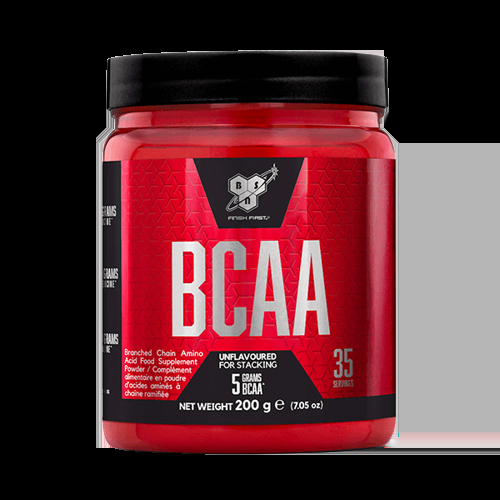 B S
N
FINISH FIRST
BCAA
UNFLAVOURED
FOR STACKING
5 GRAMS
BCAA
35
SERVINGS
NET WEIGHT 200 g e (7.05 oz)
Branched Chain Amino
Acid Food Supplement
Powder / Complément
alimentaire en poudre
d'acides aminés à
chaîne ramifiée
GRAMS
GRAMS
GRAMS